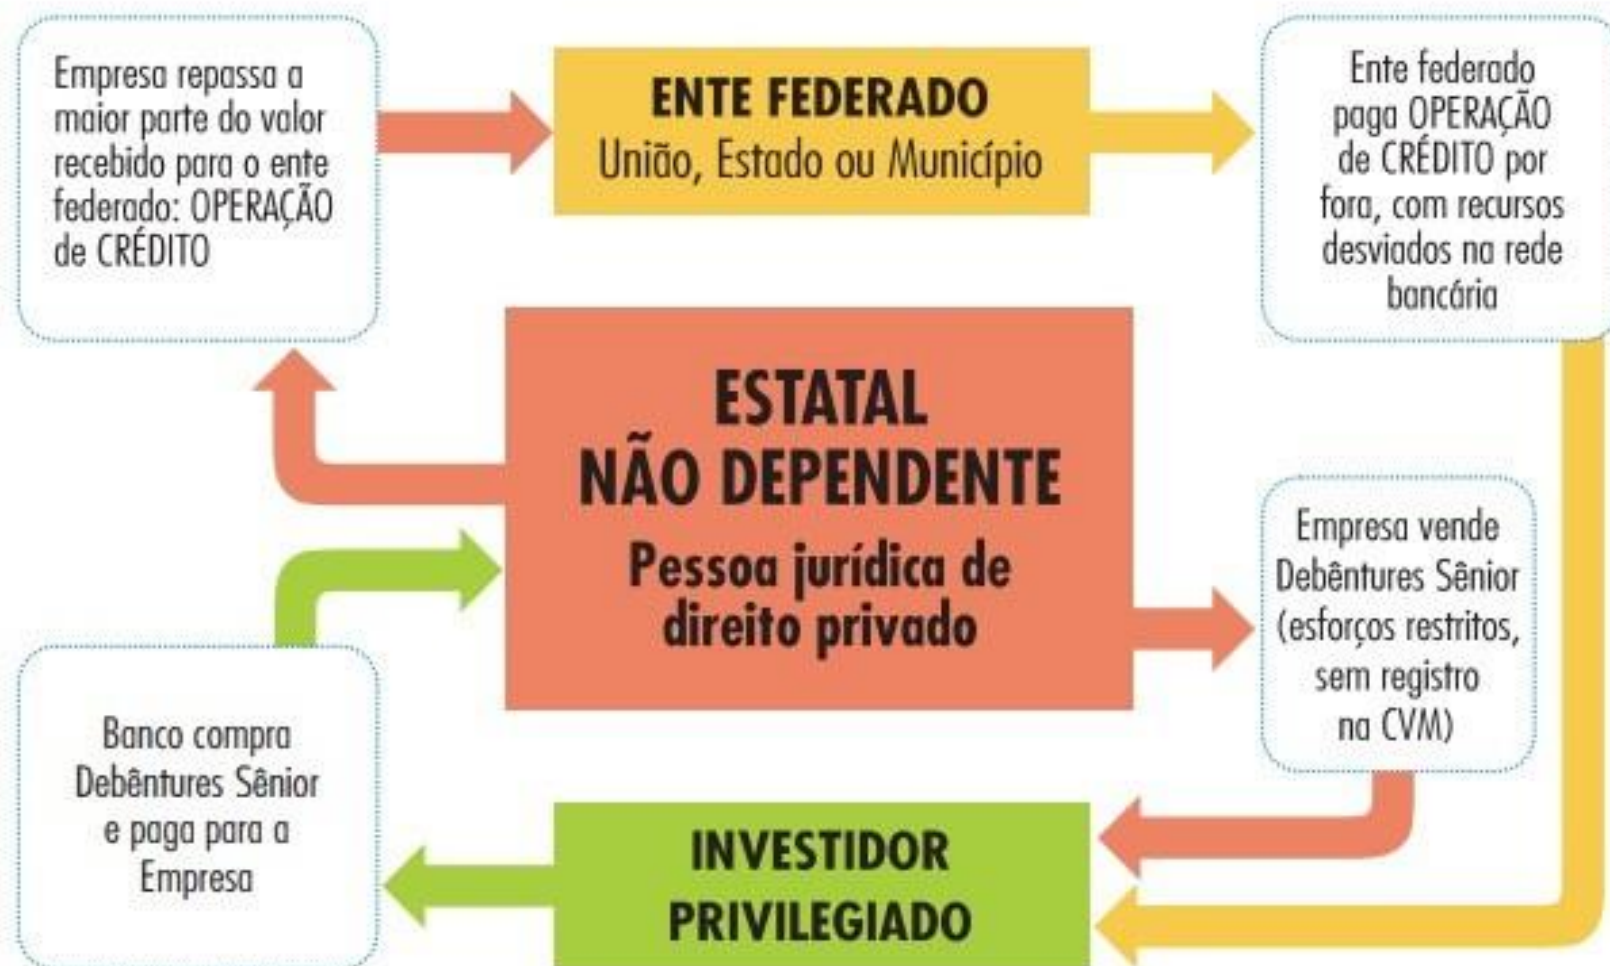 Empresa repassa a
maior parte do valor
recebido para o ente
federado: OPERAÇÃO
de CRÉDITO
ENTE FEDERADO
União, Estado ou Município
Ente federado
paga OPERAÇÃO
de CRÉDITO por
fora, com recursos
desviados na rede
bancária
ESTATAL
NÃO DEPENDENTE
Pessoa jurídica de
direito privado
Empresa vende
Debêntures Sênior
(esforços restritos,
sem registro
na CVM)
Banco compra
Debêntures Sênior
e paga para a
Empresa
INVESTIDOR
PRIVILEGIADO